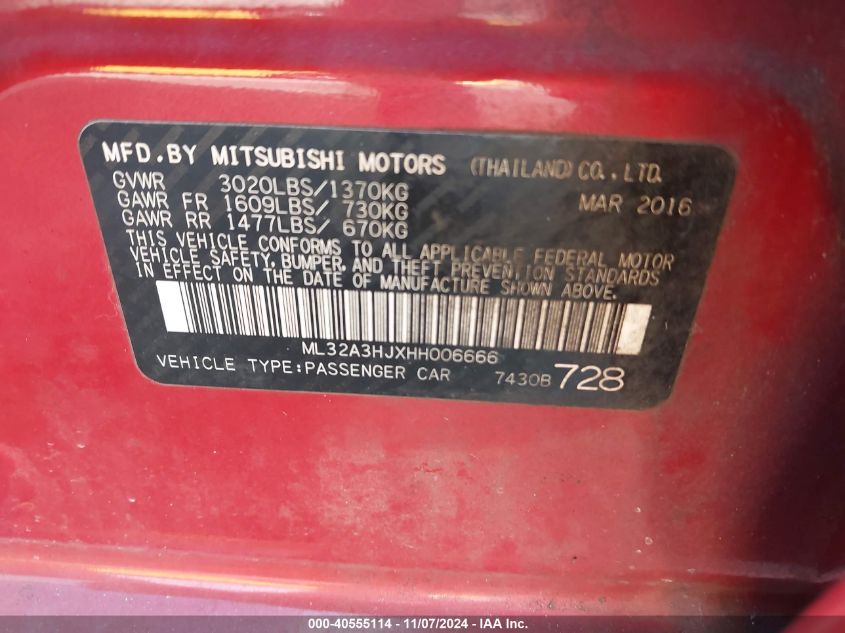 MFD.BY MITSUBISHI MOTORS (THAILAND) CO., LTD.
GVWR 3020LBS/1370KG MAR 2016
GAWR FR 1609LBS/ 730KG
GAWR RR 1477LBS/ 670KG
THIS VEHICLE CONFORMS TO ALL APPLICABLE FEDERAL MOTOR
VEHICLE SAFETY, BUMPER, AND THEFT PREVENTION STANDARDS
IN EFFECT ON THE DATE OF MANUFACTURE SHOWN ABOVE.
ML32A3HJXHH006666
VEHICLE TYPE:PASSENGER CAR 7430B 728
000-40555114 - 11/07/2024 - IAA Inc.